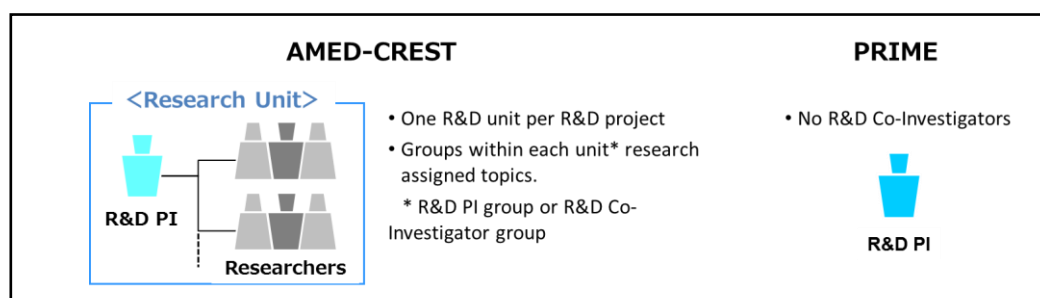 AMED-CREST
<Research Unit>
R&D PI
Researchers
• One R&D unit per R&D project
• Groups within each unit* research
assigned topics.
* R&D PI group or R&D Co-
Investigator group
PRIME
• No R&D Co-Investigators
R&D PI